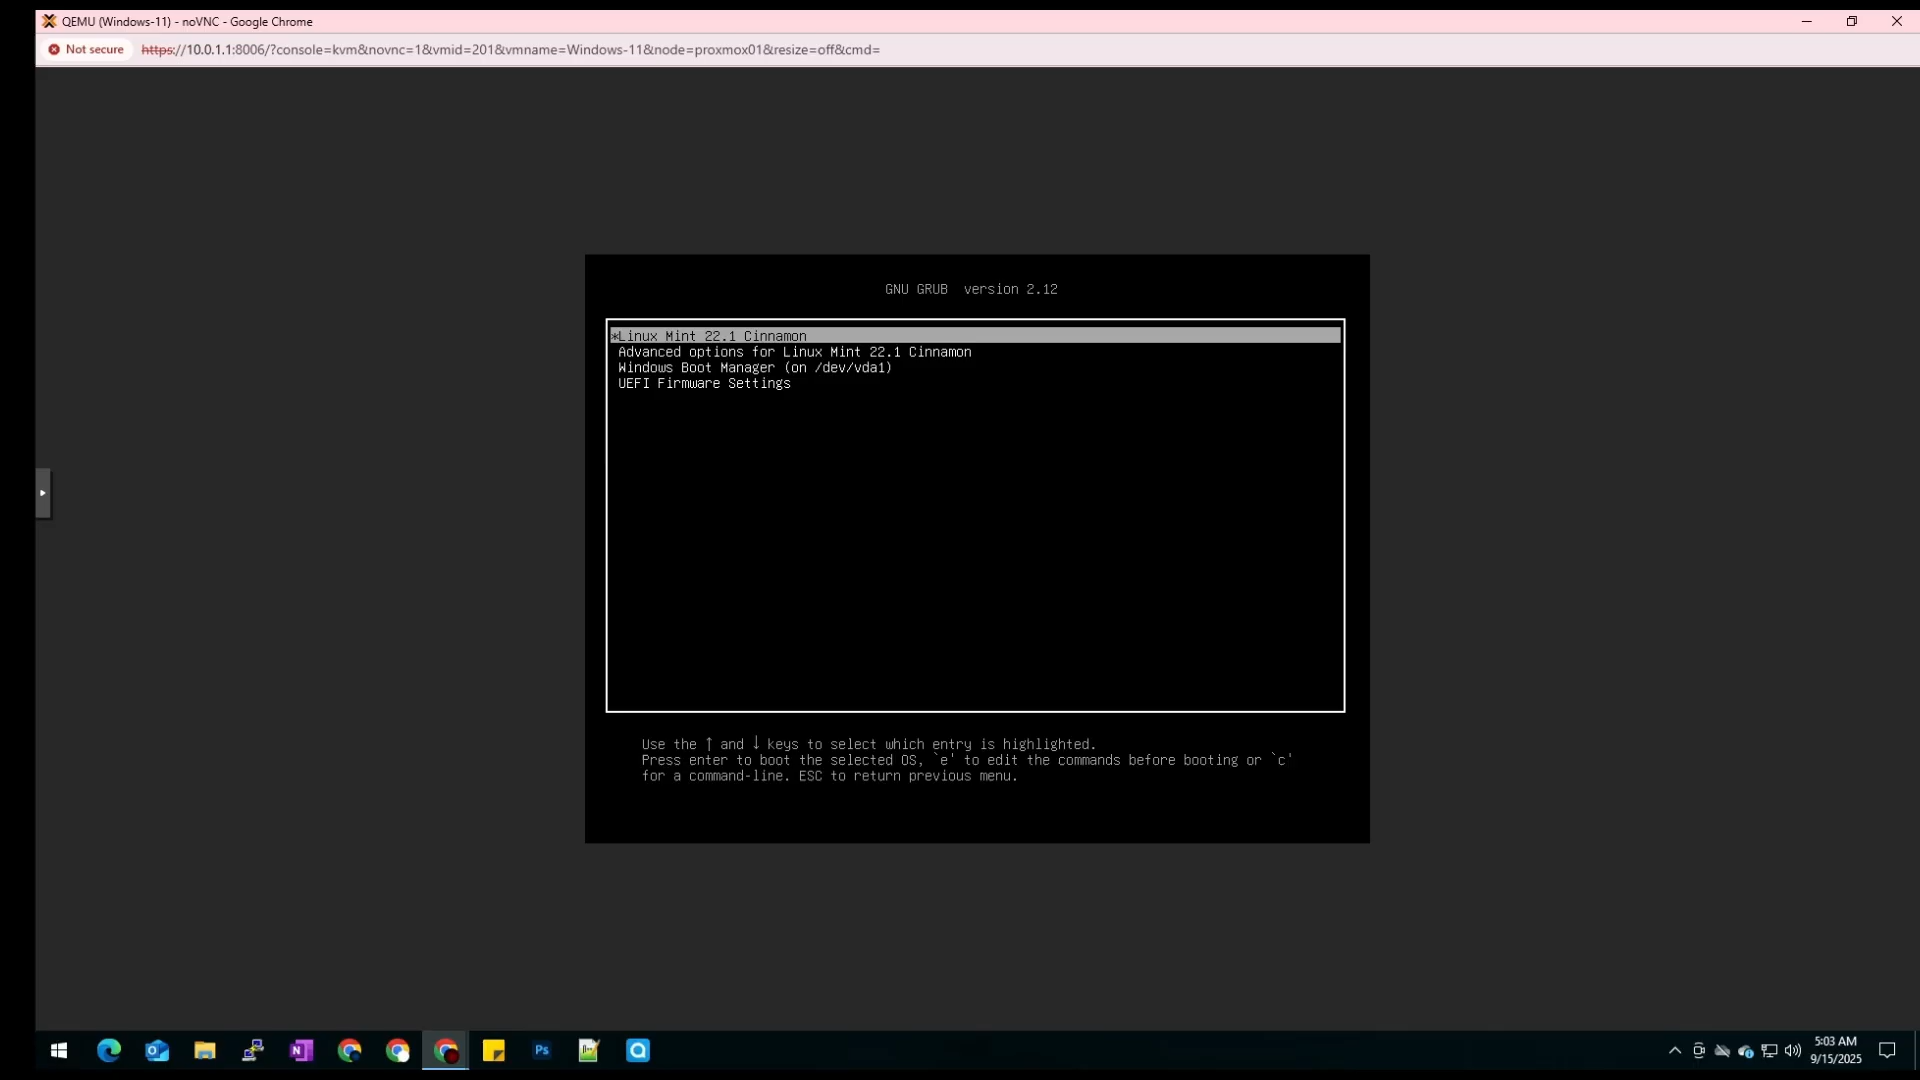 QEMU (Windows-11) - noVNC - Google Chrome
Not secure https://10.0.1.1:8006/?console=kvm&novnc=1&vmid=201&vmname=Windows-11&node=proxmox01&resize=off&cmd=
GNU GRUB  version 2.12
*Linux Mint 22.1 Cinnamon
Advanced options for Linux Mint 22.1 Cinnamon
Windows Boot Manager (on /dev/vda1)
UEFI Firmware Settings
Use the ↑ and ↓ keys to select which entry is highlighted.
Press enter to boot the selected OS, `e' to edit the commands before booting or `c'
for a command-line. ESC to return previous menu.
Ps
5:03 AM
9/15/2025